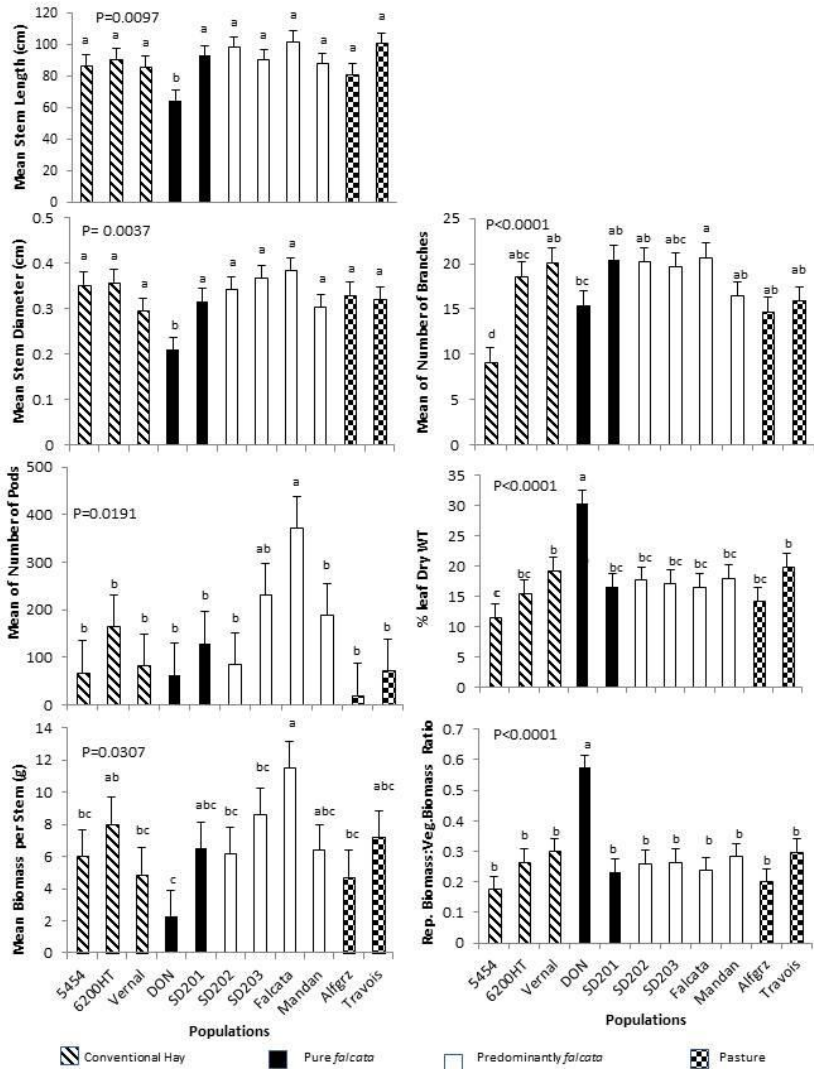 P=0.0097
Mean Stem Length (cm)
120
100
80
60
40
20
0
a a a b a a a a a a a
P= 0.0037
Mean Stem Diameter (cm)
0.5
0.4
0.3
0.2
0.1
0
a a a b a a a a a a a
P<0.0001
Mean of Number of Branches
25
20
15
10
5
0
d abc ab bc ab ab abc a ab ab ab
P=0.0191
Mean of Number of Pods
500
400
300
200
100
0
b b b b b b ab a b b b
P<0.0001
% leaf Dry WT
35
30
25
20
15
10
5
0
c bc b a bc bc bc bc bc bc b
P=0.0307
Mean Biomass per Stem (g)
14
12
10
8
6
4
2
0
bc ab bc c abc bc bc a abc bc abc
5454 6200HT Vernal DON SD201 SD202 SD203 Falcata Mandan Alfgrz Travois
Populations
P<0.0001
Rep. Biomass:Veg.Biomass Ratio
0.7
0.6
0.5
0.4
0.3
0.2
0.1
0
b b b a b b b b b b b
5454 6200HT Vernal DON SD201 SD202 SD203 Falcata Mandan Alfgrz Travois
Populations
Conventional Hay Pure falcata Predominantly falcata Pasture